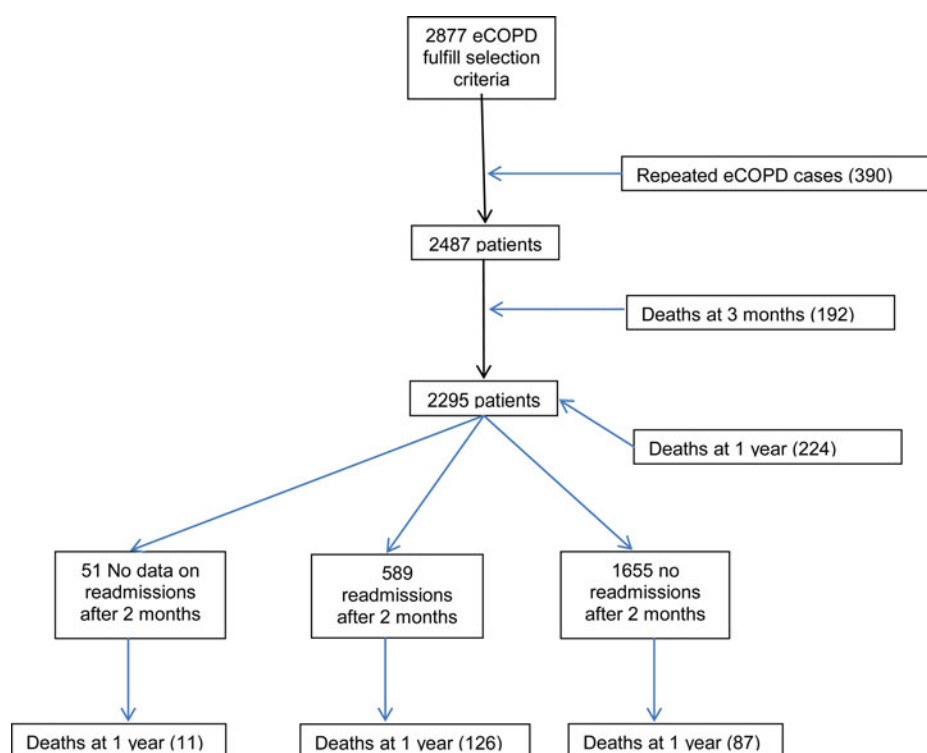 2877 eCOPD
fulfill selection
criteria
Repeated eCOPD cases (390)
2487 patients
Deaths at 3 months (192)
2295 patients
Deaths at 1 year (224)
51 No data on
readmissions
after 2 months
589
readmissions
after 2 months
1655 no
readmissions
after 2 months
Deaths at 1 year (11)
Deaths at 1 year (126)
Deaths at 1 year (87)